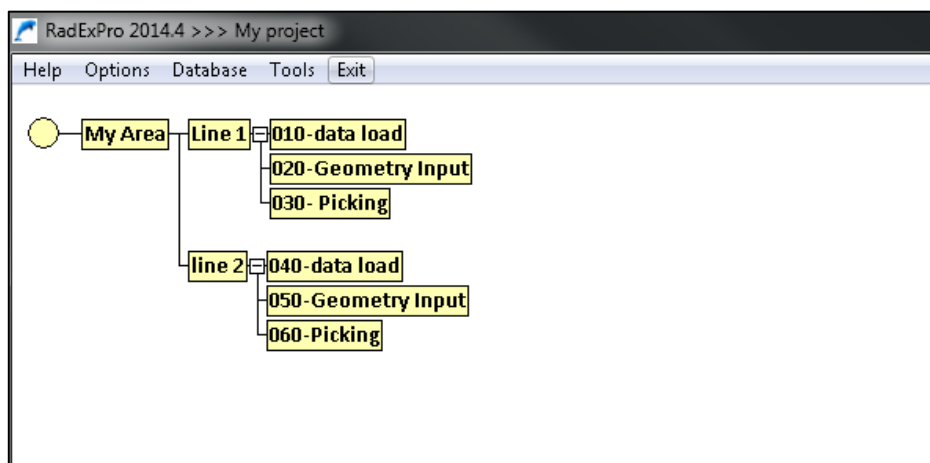 RadExPro 2014.4 >>> My project
Help Options Database Tools Exit
My Area Line 1 010-data load
020-Geometry Input
030- Picking
line 2 040-data load
050-Geometry Input
060-Picking